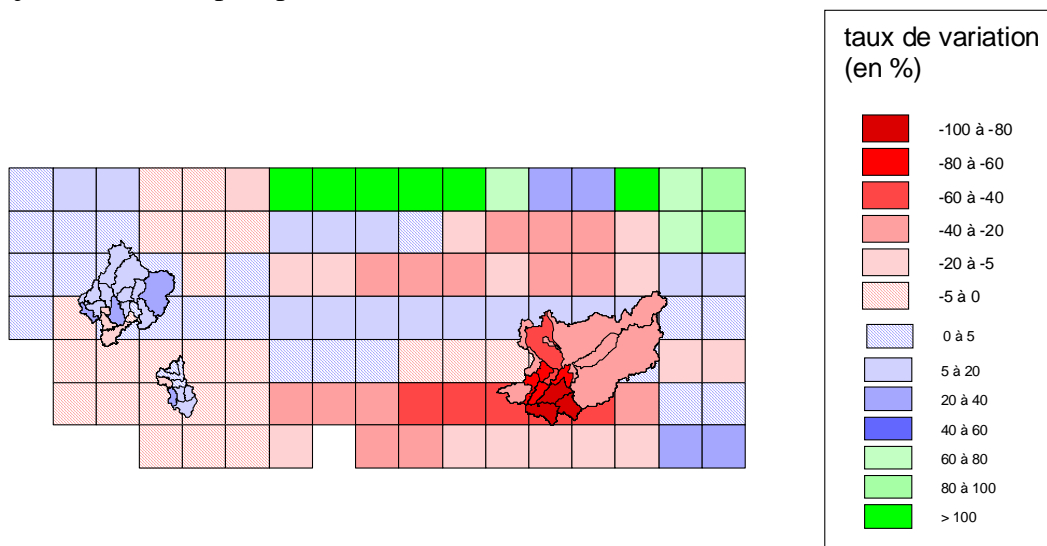 taux de variation
(en %)
-100 à -80
-80 à -60
-60 à -40
-40 à -20
-20 à -5
-5 à 0
0 à 5
5 à 20
20 à 40
40 à 60
60 à 80
80 à 100
> 100